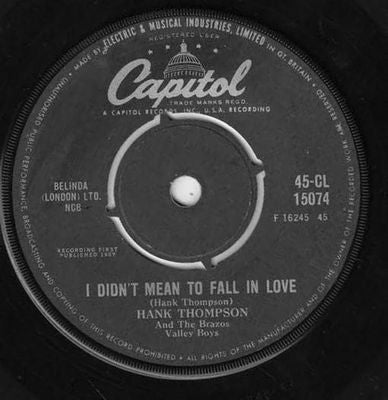 MADE BY ELECTRIC & MUSICAL INDUSTRIES, LIMITED IN GT. BRITAIN.
REGISTERED USER
Capitol
TRADE MARKS REGD.
A CAPITOL RECORDS, INC., U.S.A. RECORDING
BELINDA
(LONDON) LTD.
NCB
45-CL
15074
F 16245 45
RECORDING FIRST
PUBLISHED 1957
I DIDN'T MEAN TO FALL IN LOVE
(Hank Thompson)
HANK THOMPSON
And The Brazos
Valley Boys
ALL RIGHTS OF THE MANUFACTURER AND OF THE OWNER OF THE RECORDED WORK RESERVED
UNAUTHORISED PUBLIC PERFORMANCE, BROADCASTING AND COPYING OF THIS RECORD PROHIBITED